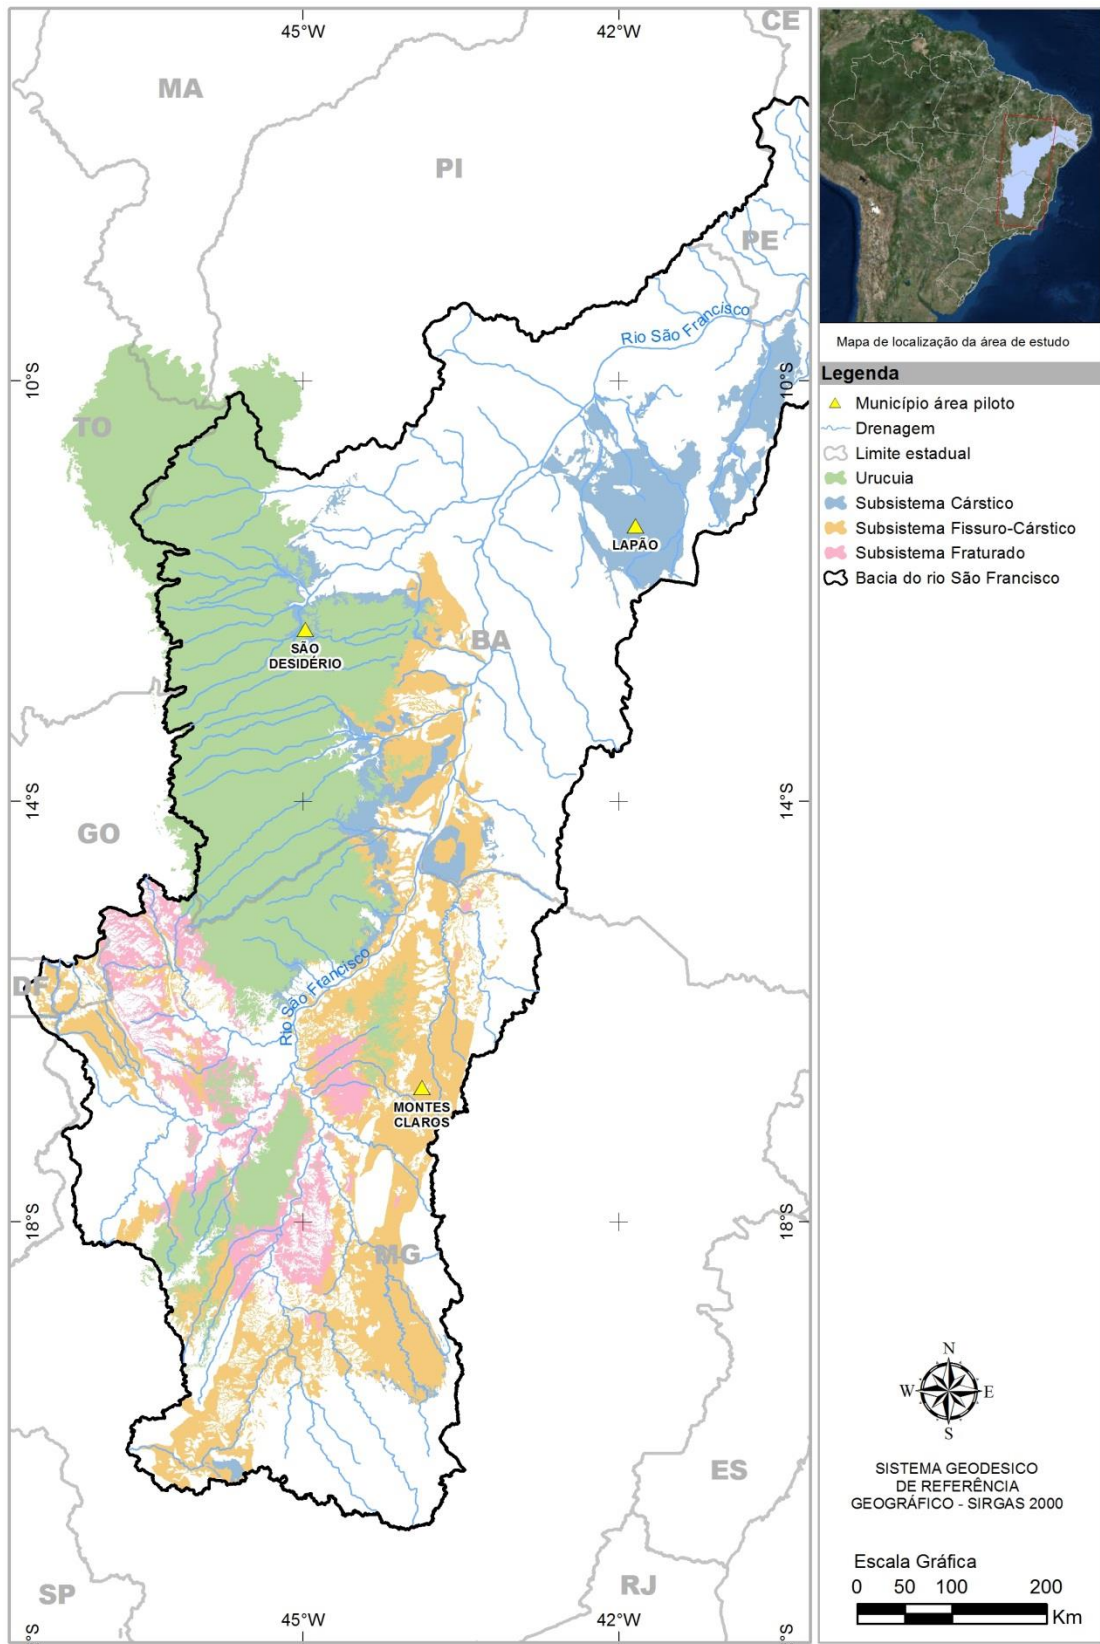 45°W
42°W
CE
MA
PI
PE
Rio São Francisco
10°S
10°S
TO
LAPÃO
BA
SÃO
DESIDÉRIO
14°S
14°S
GO
DF
Rio São Francisco
MONTES
CLAROS
18°S
18°S
MG
ES
SP
RJ
45°W
42°W
°S
°S
Mapa de localização da área de estudo
Legenda
Município área piloto
Drenagem
Limite estadual
Urucuia
Subsistema Cárstico
Subsistema Fissuro-Cárstico
Subsistema Fraturado
Bacia do rio São Francisco
N
W
E
S
SISTEMA GEODESICO
DE REFERÊNCIA
GEOGRÁFICO - SIRGAS 2000
Escala Gráfica
0 50 100 200
Km